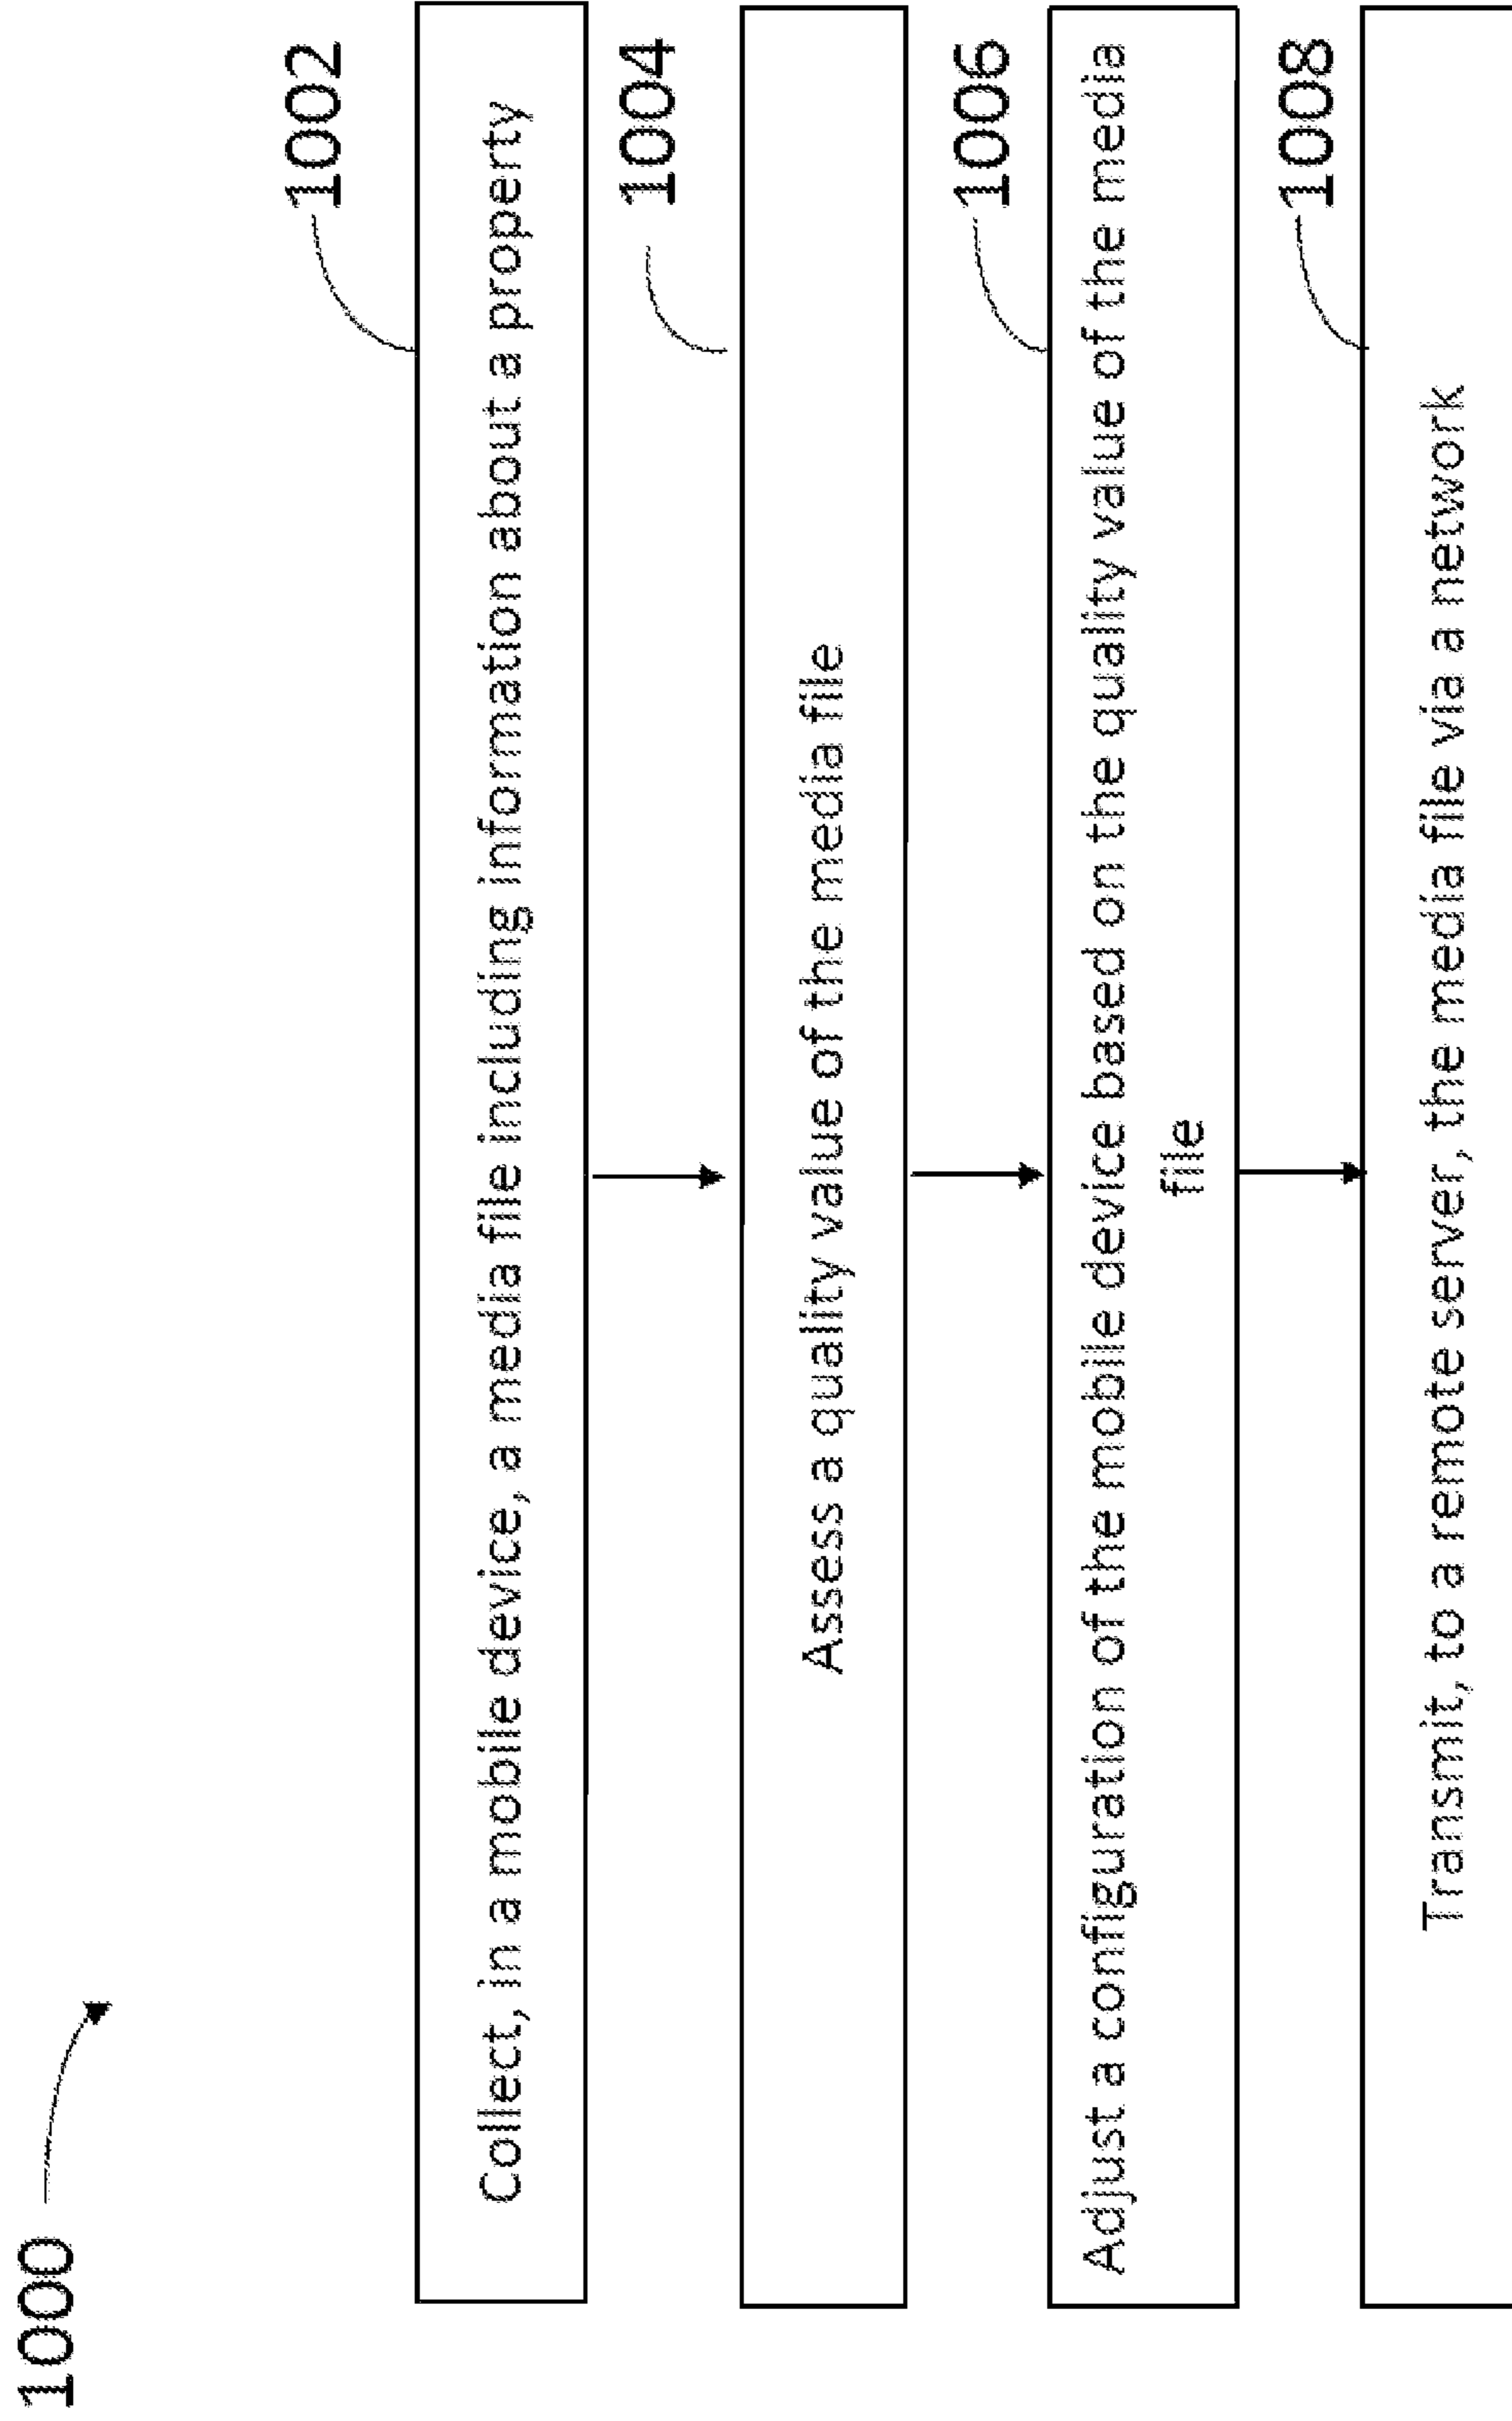 1000
1002
Collect, in a mobile device, a media file including information about a property
1004
Assess a quality value of the media file
1006
Adjust a configuration of the mobile device based on the quality value of the media
file
1008
Transmit, to a remote server, the media file via a network